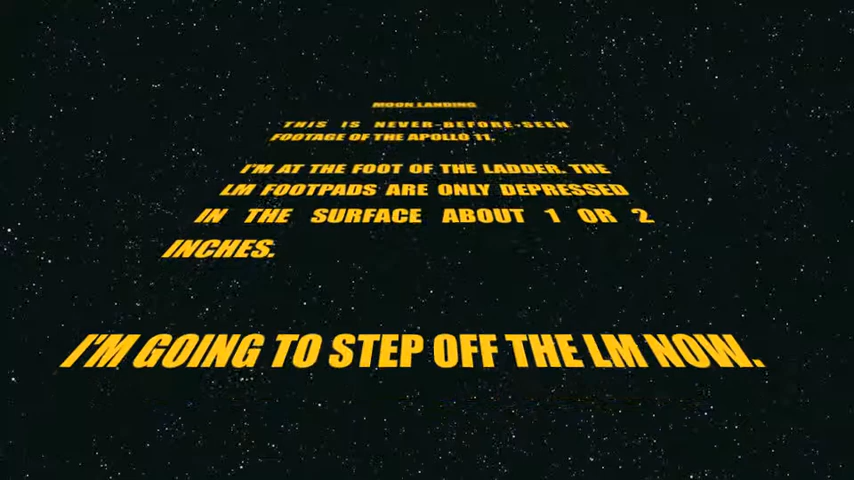 MOON LANDING
THIS IS NEVER-BEFORE-SEEN
FOOTAGE OF THE APOLLO 11.
I'M AT THE FOOT OF THE LADDER. THE
LM FOOTPADS ARE ONLY DEPRESSED
IN THE SURFACE ABOUT 1 OR 2
INCHES.
I'M GOING TO STEP OFF THE LM NOW.